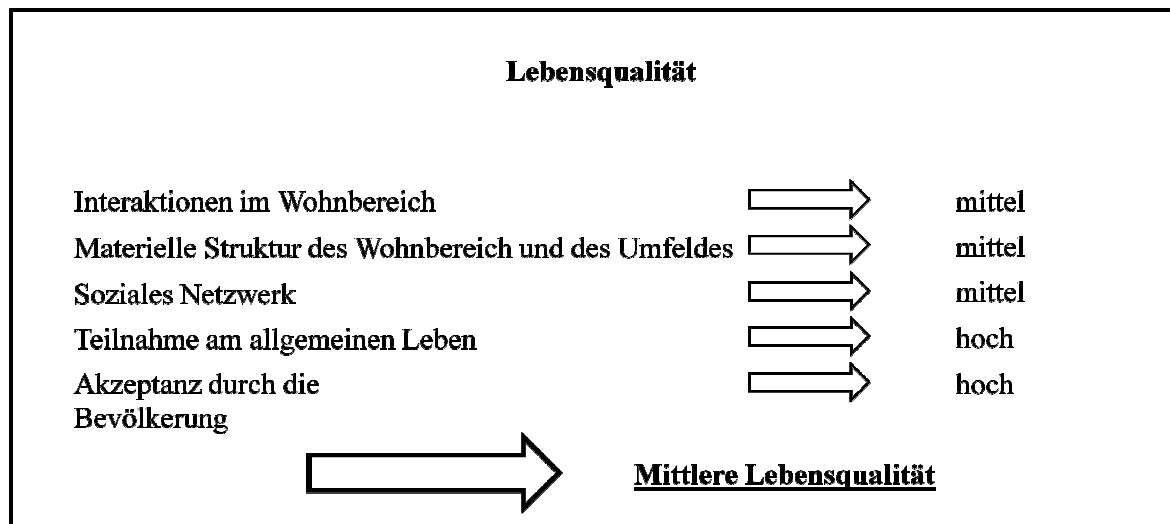 Lebensqualität
Interaktionen im Wohnbereich mittel
Materielle Struktur des Wohnbereich und des Umfeldes mittel
Soziales Netzwerk mittel
Teilnahme am allgemeinen Leben hoch
Akzeptanz durch die hoch
Bevölkerung
Mittlere Lebensqualität